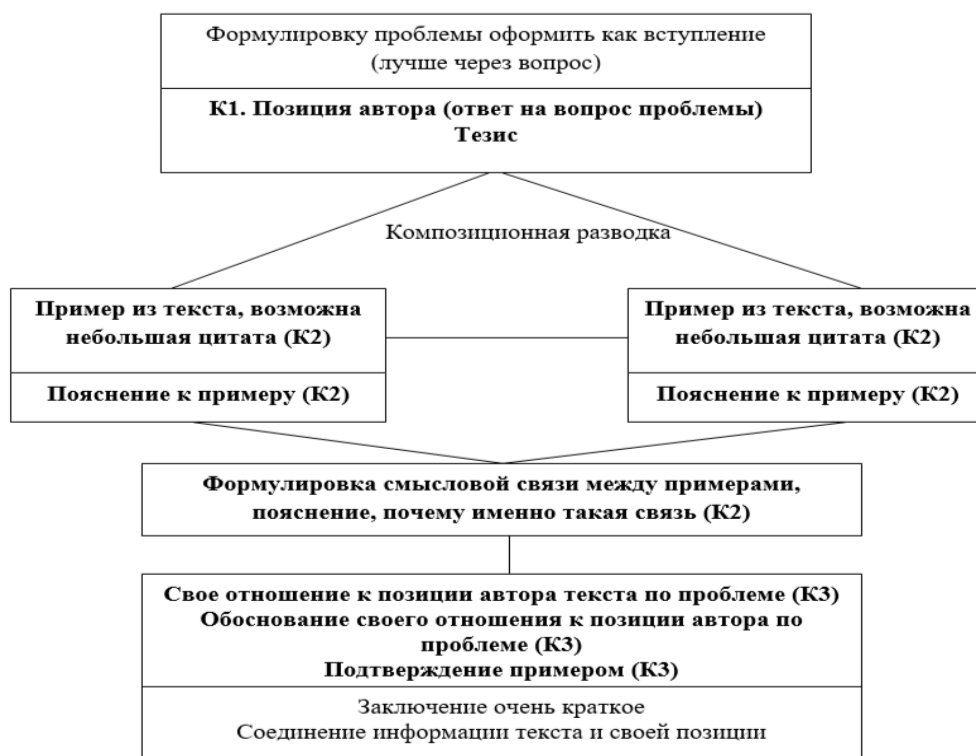 Формулировку проблемы оформить как вступление
(лучше через вопрос)
К1. Позиция автора (ответ на вопрос проблемы)
Тезис
Композиционная разводка
Пример из текста, возможна
небольшая цитата (К2)
Пояснение к примеру (К2)
Пример из текста, возможна
небольшая цитата (К2)
Пояснение к примеру (К2)
Формулировка смысловой связи между примерами,
пояснение, почему именно такая связь (К2)
Свое отношение к позиции автора текста по проблеме (К3)
Обоснование своего отношения к позиции автора по
проблеме (К3)
Подтверждение примером (К3)
Заключение очень краткое
Соединение информации текста и своей позиции